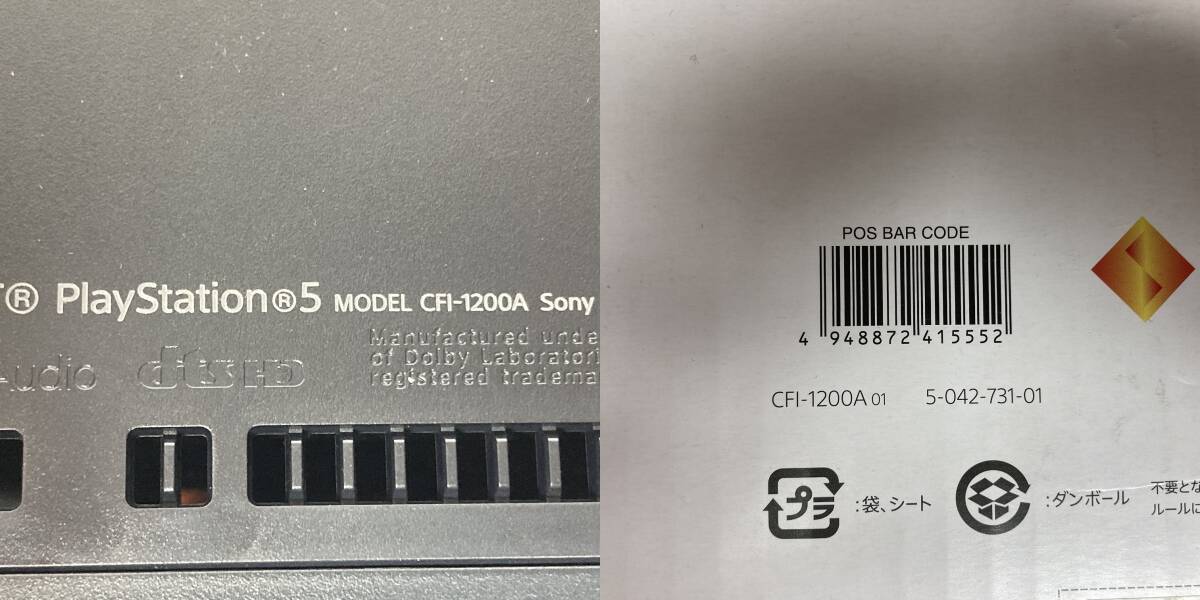 ® PlayStation®5 MODEL CFI-1200A Sony
Audio
dts HD
Manufactured unde
of Dolby Laboratori
registered tradema
POS BAR CODE
4 948872 415552
CFI-1200A 01 5-042-731-01
プラ :袋、シート
:ダンボール
不要とな
ルールに